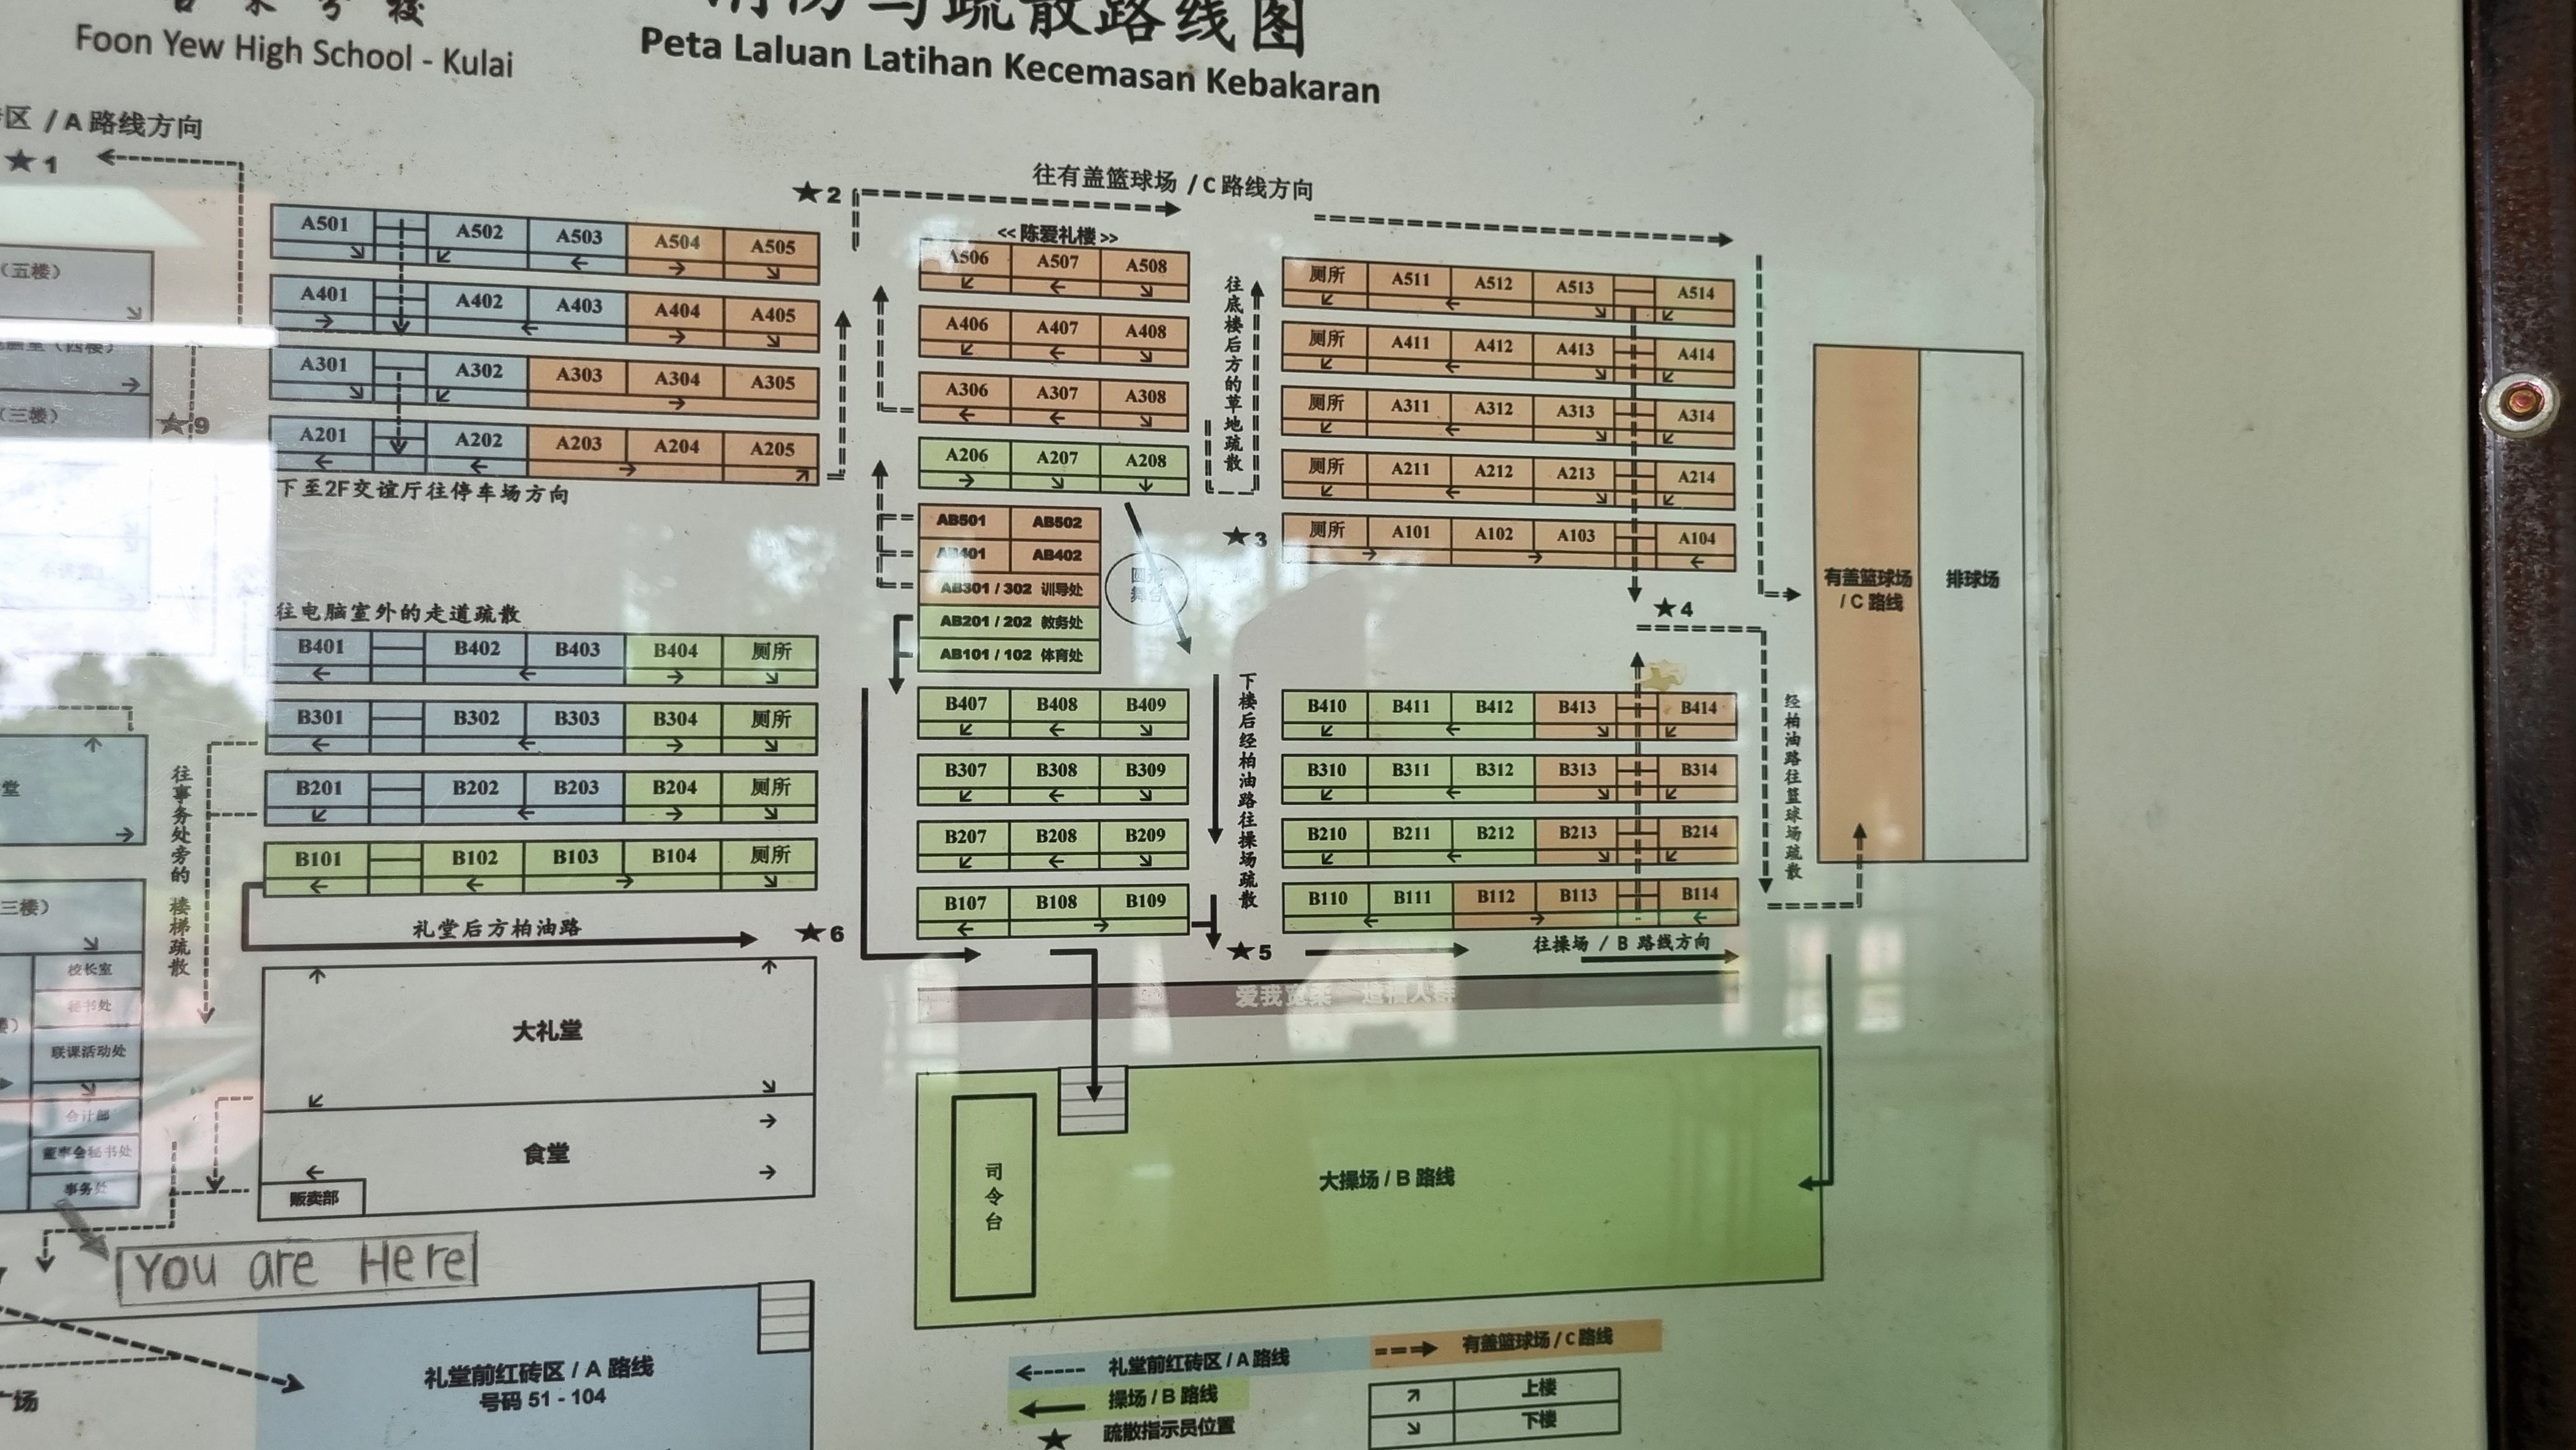 Foon Yew High School - Kulai
消防与疏散路线图
Peta Laluan Latihan Kecemasan Kebakaran
区 / A 路线方向
★ 1
★ 2
往有盖篮球场 / C 路线方向
<< 陈爱礼楼 >>
A501 A502 A503 A504 A505
A401 A402 A403 A404 A405
A301 A302 A303 A304 A305
A201 A202 A203 A204 A205
下至2F交谊厅往停车场方向
A506 A507 A508
A406 A407 A408
A306 A307 A308
A206 A207 A208
往底楼后方的草地疏散
厕所 A511 A512 A513 A514
厕所 A411 A412 A413 A414
厕所 A311 A312 A313 A314
厕所 A211 A212 A213 A214
厕所 A101 A102 A103 A104
AB501 AB502
AB401 AB402
AB301 / 302 训导处
AB201 / 202 教务处
AB101 / 102 体育处
★ 3
★ 4
有盖篮球场
/ C 路线
排球场
（五楼）
（四楼）
（三楼）
★ 9
往电脑室外的走道疏散
B401 B402 B403 B404 厕所
B301 B302 B303 B304 厕所
B201 B202 B203 B204 厕所
B101 B102 B103 B104 厕所
往事务处旁的楼梯疏散
礼堂后方柏油路
★ 6
B407 B408 B409
B307 B308 B309
B207 B208 B209
B107 B108 B109
下楼后经柏油路往操场疏散
B410 B411 B412 B413 B414
B310 B311 B312 B313 B314
B210 B211 B212 B213 B214
B110 B111 B112 B113 B114
经柏油路往篮球场疏散
★ 5
往操场 / B 路线方向
堂
三楼）
校长室
秘书处
联课活动处
会计部
董事会秘书处
事务处
大礼堂
食堂
贩卖部
司令台
大操场 / B 路线
You are Here
礼堂前红砖区 / A 路线
号码 51 - 104
场
礼堂前红砖区 / A 路线
有盖篮球场 / C 路线
操场 / B 路线
★ 疏散指示员位置
上楼
下楼